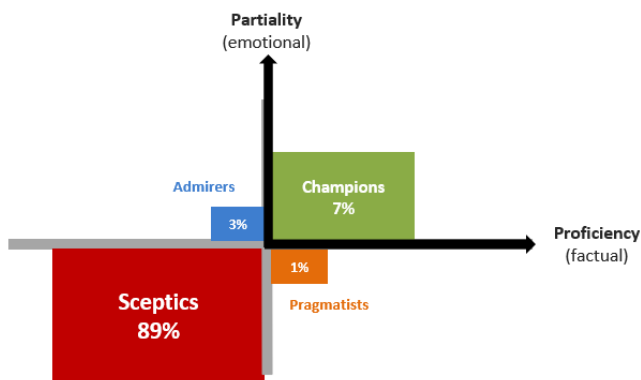 Partiality
(emotional)
Admirers
Champions
7%
3%
Proficiency
(factual)
1%
Sceptics
89%
Pragmatists